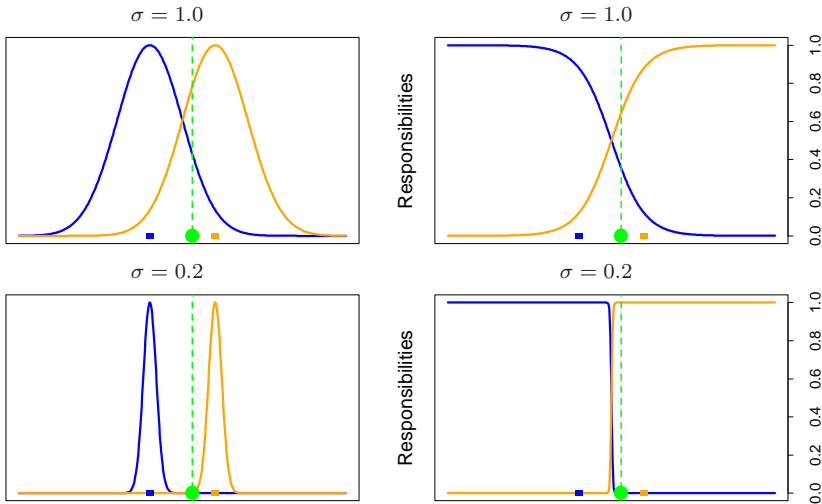 σ = 1.0
σ = 1.0
Responsibilities
0.0 0.2 0.4 0.6 0.8 1.0
σ = 0.2
σ = 0.2
Responsibilities
0.0 0.2 0.4 0.6 0.8 1.0